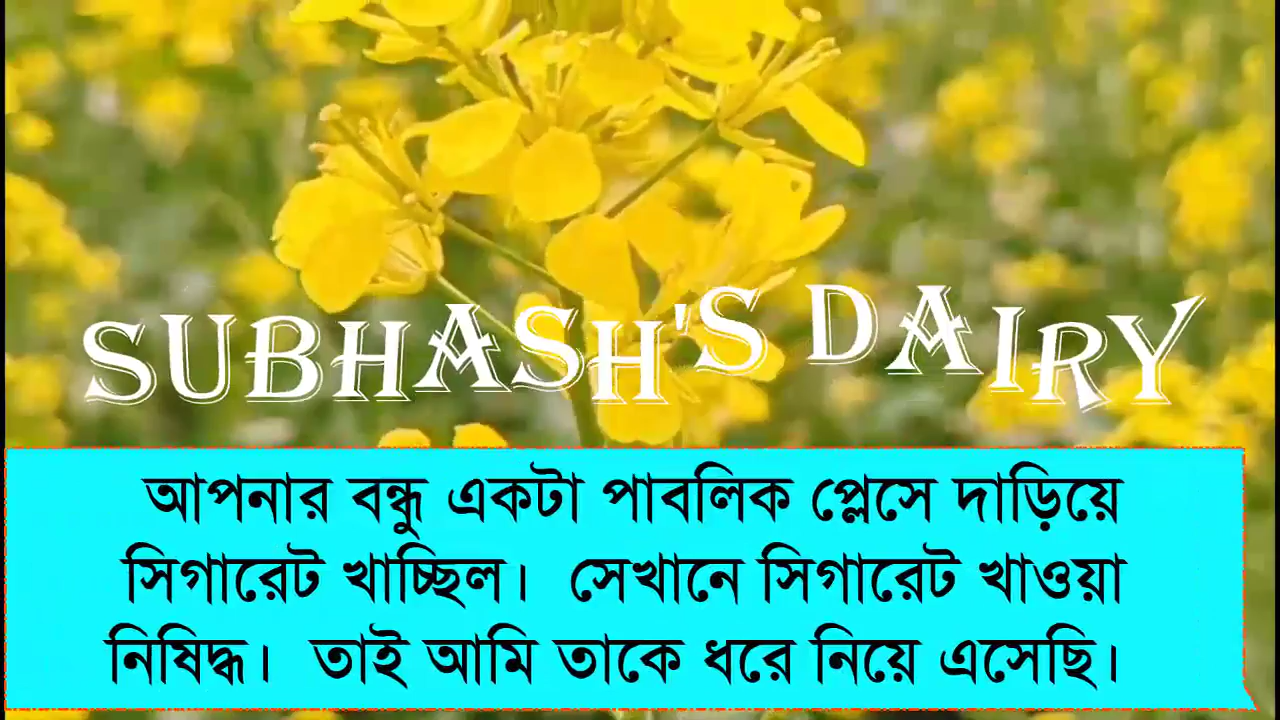 SUBHASH'S DAIRY
আপনার বন্ধু একটা পাবলিক প্লেসে দাড়িয়ে
সিগারেট খাচ্ছিল। সেখানে সিগারেট খাওয়া
নিষিদ্ধ। তাই আমি তাকে ধরে নিয়ে এসেছি।